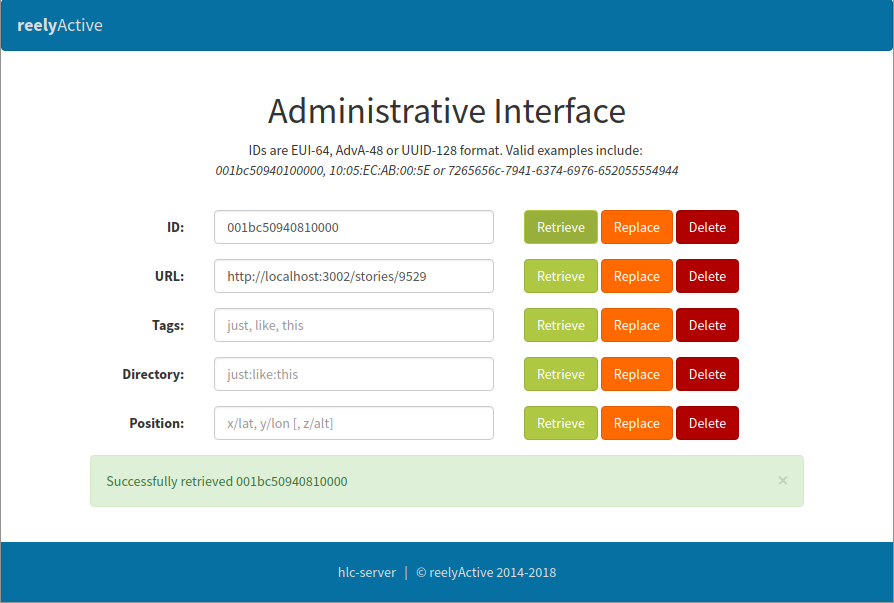 reelyActive
Administrative Interface
IDs are EUI-64, AdvA-48 or UUID-128 format. Valid examples include:
001bc50940100000, 10:05:EC:AB:00:5E or 7265656c-7941-6374-6976-652055554944
ID: 001bc50940810000 Retrieve Replace Delete
URL: http://localhost:3002/stories/9529 Retrieve Replace Delete
Tags: just, like, this Retrieve Replace Delete
Directory: just:like:this Retrieve Replace Delete
Position: x/lat, y/lon [, z/alt] Retrieve Replace Delete
Successfully retrieved 001bc50940810000 ×
hlc-server | © reelyActive 2014-2018